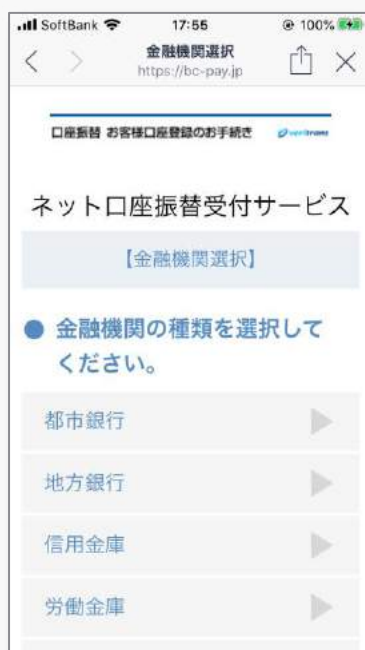 SoftBank 17:55 100%
金融機関選択
https://bc-pay.jp
口座振替 お客様口座登録のお手続き
ネット口座振替受付サービス
【金融機関選択】
● 金融機関の種類を選択して
ください。
都市銀行
地方銀行
信用金庫
労働金庫